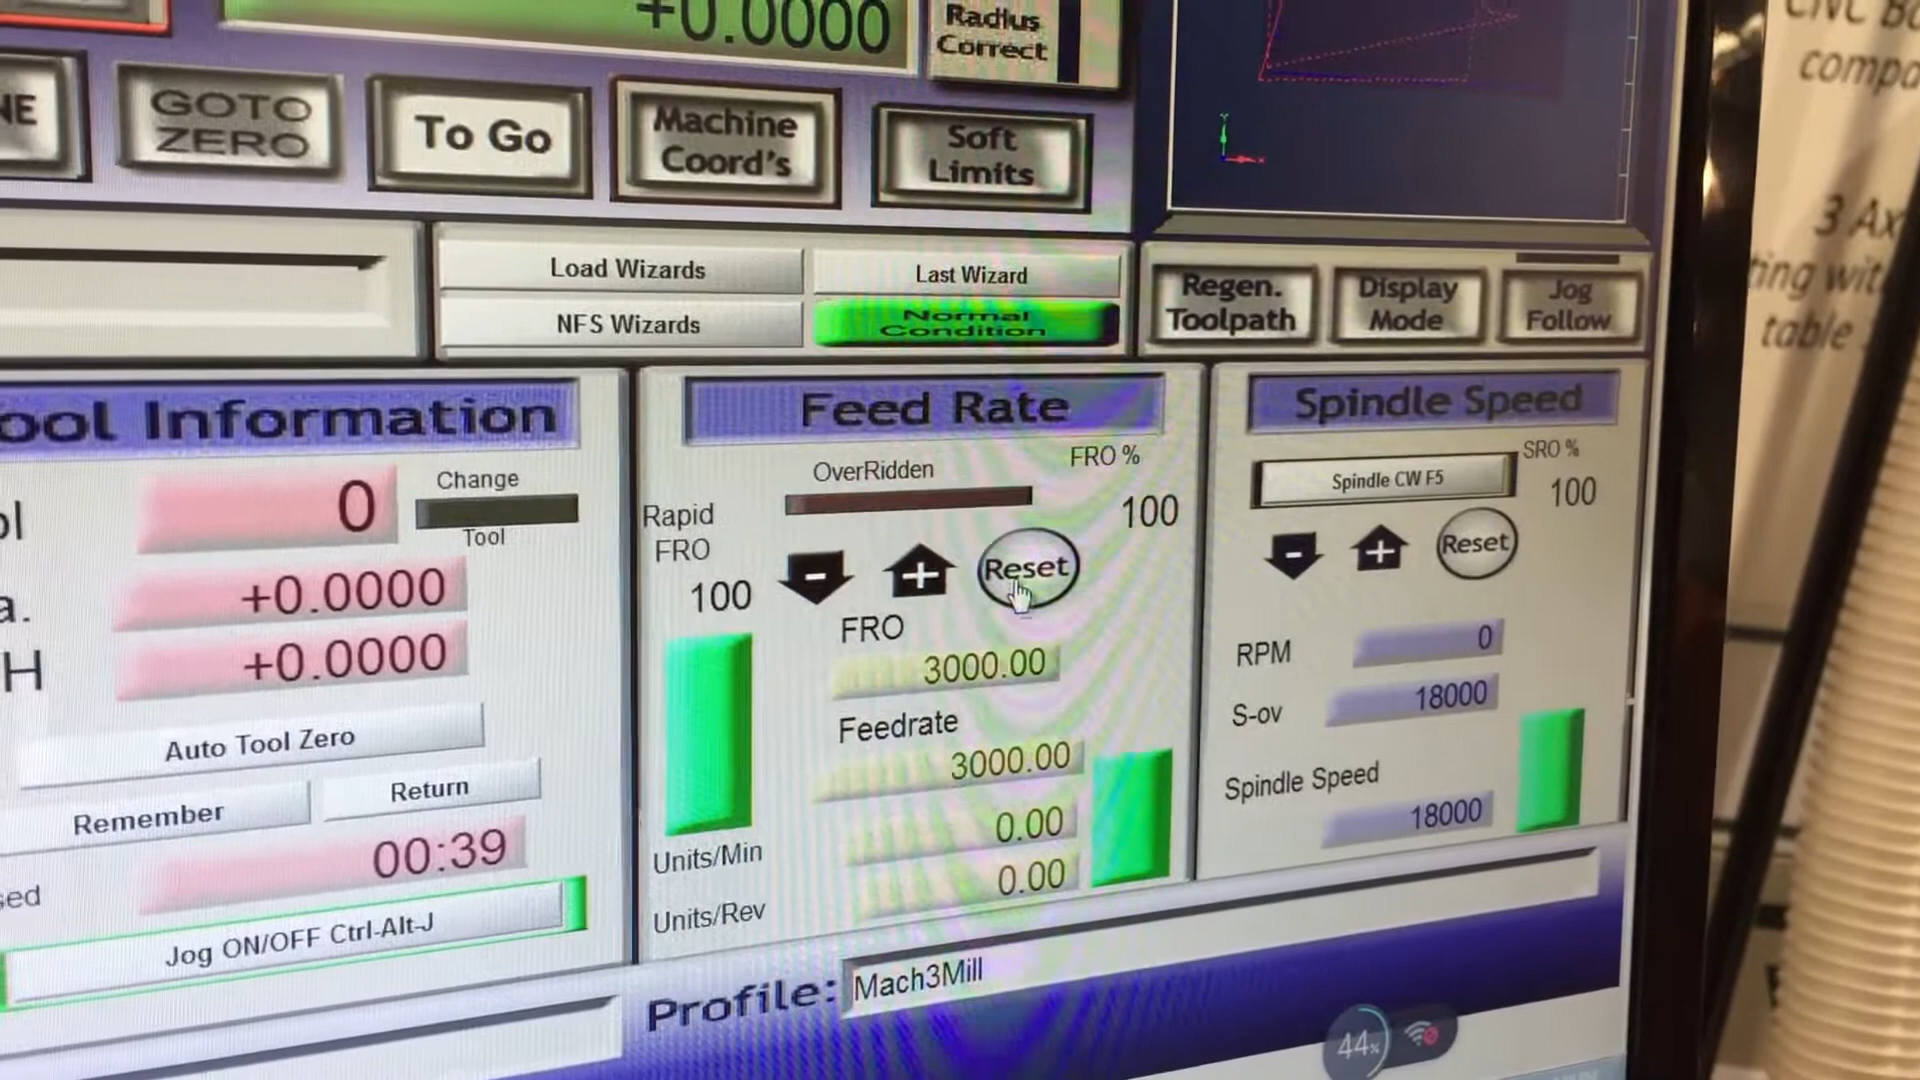 +0.0000
Radius
Correct
GOTO
ZERO
To Go
Machine
Coord's
Soft
Limits
Load Wizards
Last Wizard
NFS Wizards
Normal
Condition
Regen.
Toolpath
Display
Mode
Jog
Follow
ool Information
0
Change
Tool
+0.0000
H
+0.0000
Auto Tool Zero
Remember
Return
00:39
Jog ON/OFF Ctrl-Alt-J
Feed Rate
OverRidden
FRO %
100
Rapid
FRO
100
-
+
Reset
FRO
3000.00
Feedrate
3000.00
0.00
Units/Min
0.00
Units/Rev
Spindle Speed
Spindle CW F5
SRO %
100
-
+
Reset
RPM
0
S-ov
18000
Spindle Speed
18000
Profile:
Mach3Mill
44%
3 Ax
table